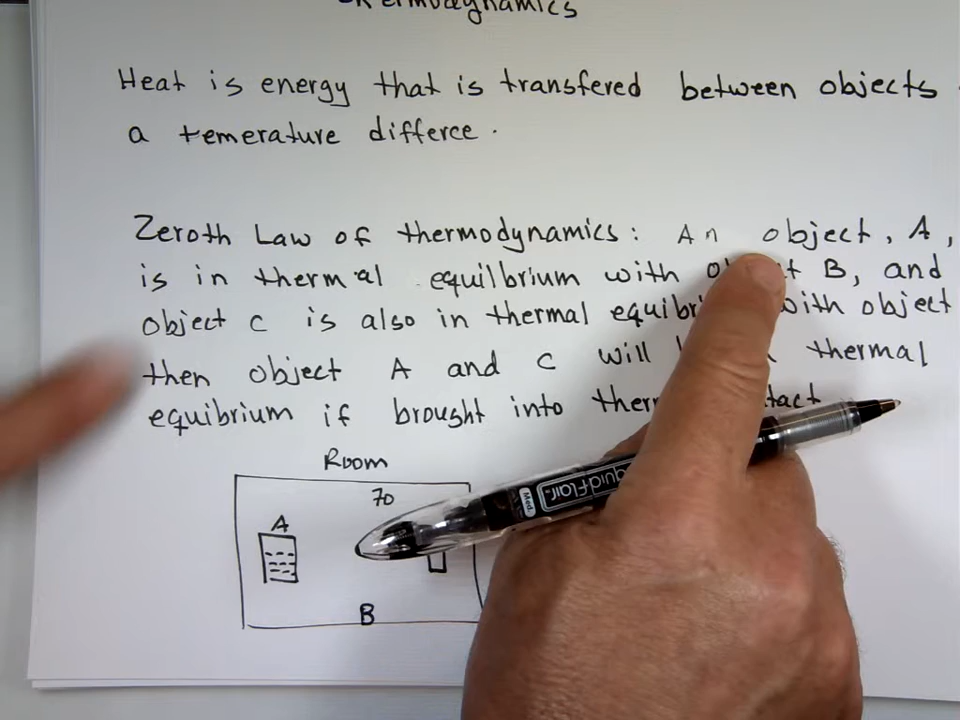 Thermodynamics
Heat is energy that is transfered between objects
a temerature differce.
Zeroth Law of thermodynamics: An object, A,
is in thermal equilbrium with B, and
object C is also in thermal with object
then object A and C will thermal
equibrium if brought into
Room
70
A
B
Med.